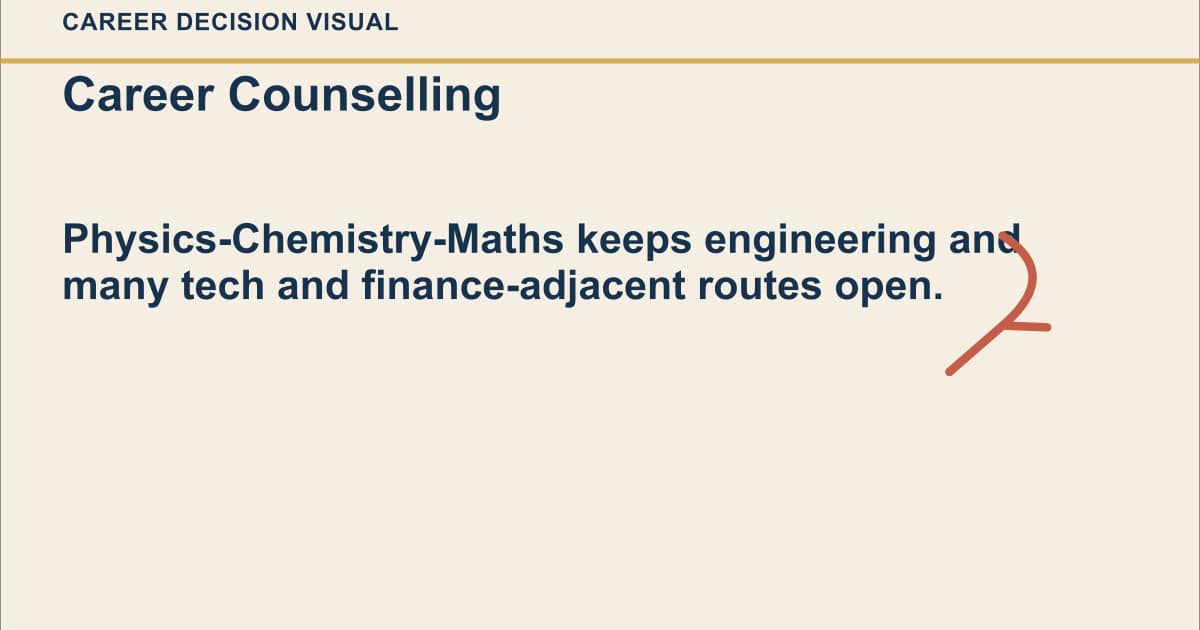 CAREER DECISION VISUAL
Career Counselling
Physics-Chemistry-Maths keeps engineering and
many tech and finance-adjacent routes open.